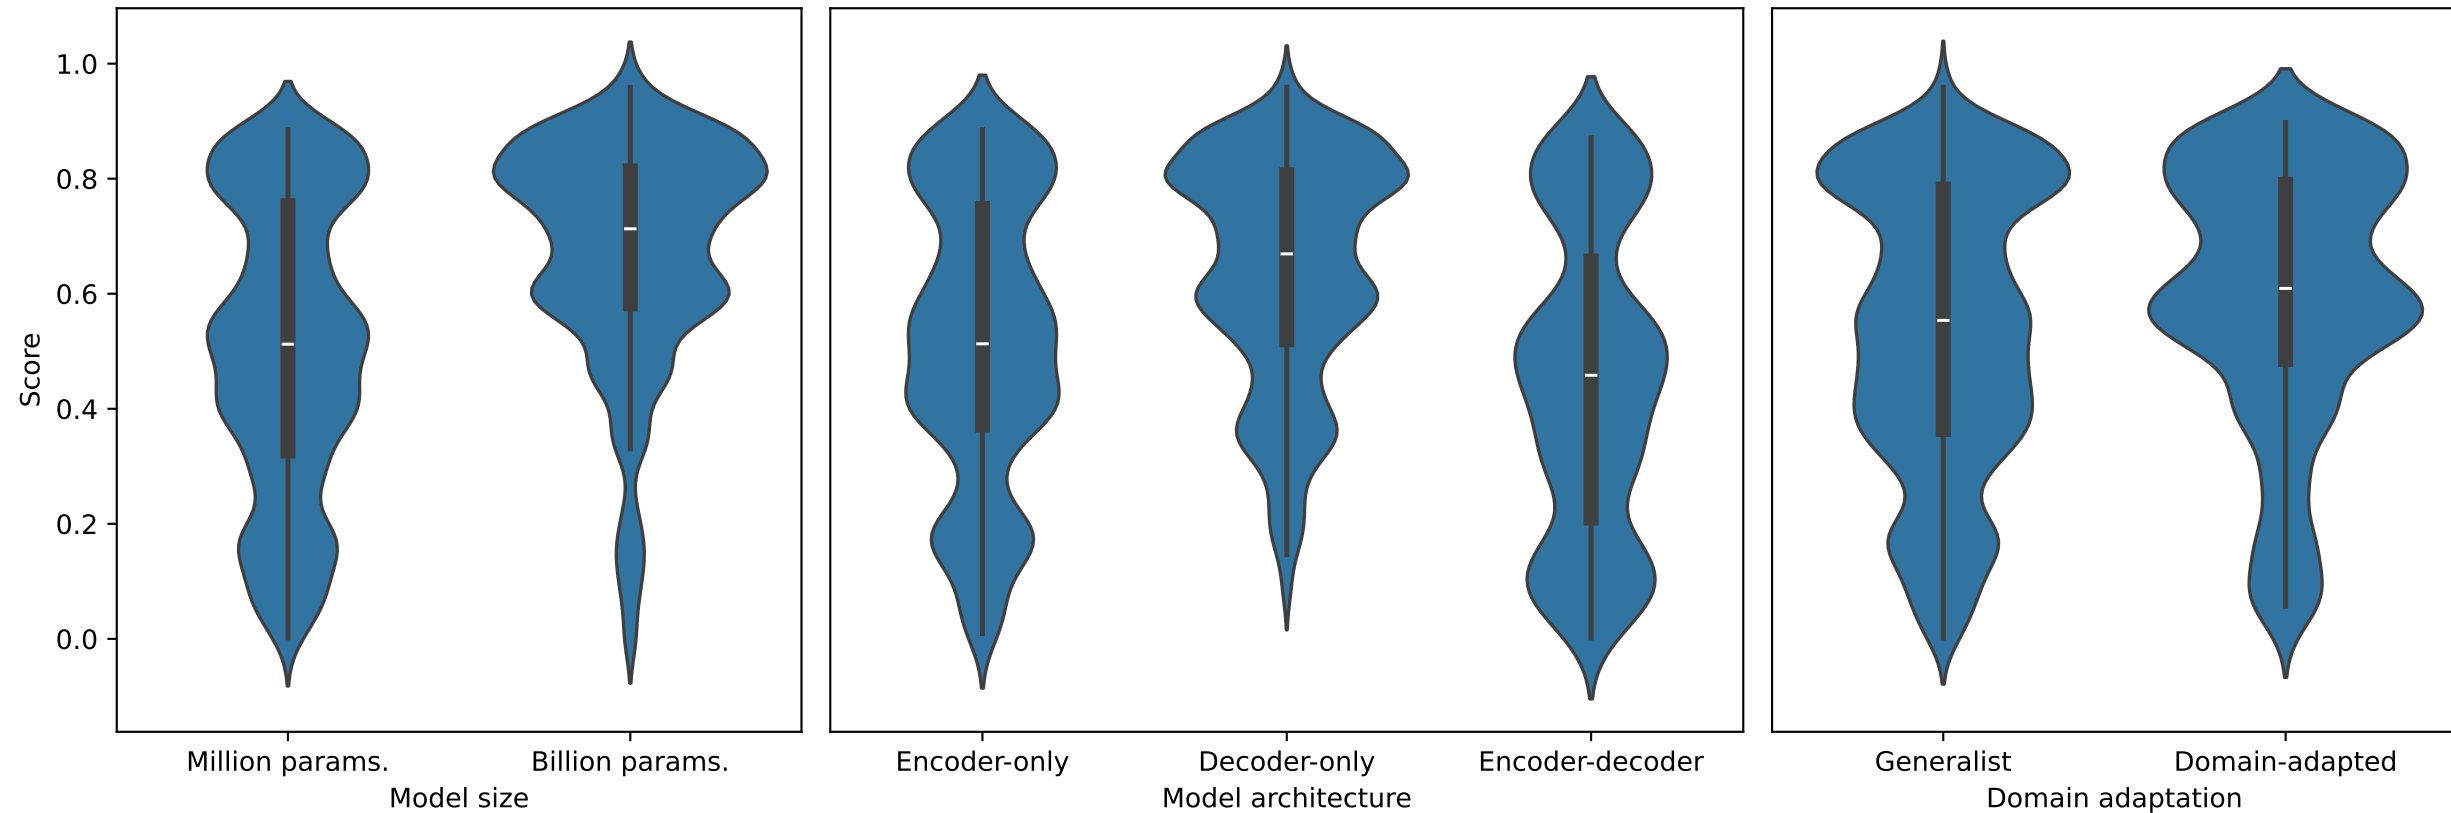 Score
1.0
0.8
0.6
0.4
0.2
0.0
Million params.
Billion params.
Model size
Encoder-only
Decoder-only
Encoder-decoder
Model architecture
Generalist
Domain-adapted
Domain adaptation